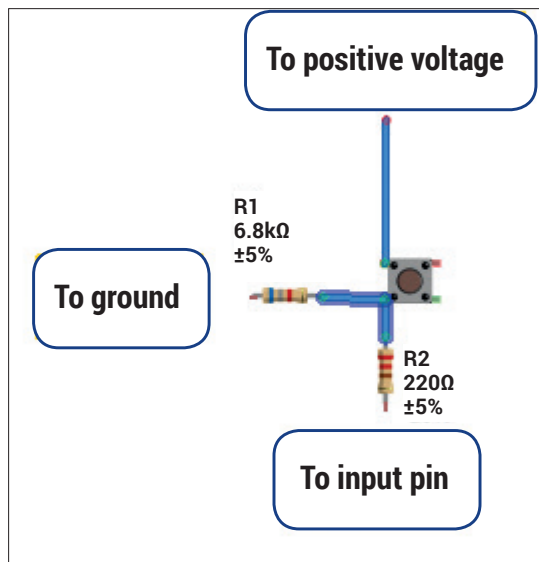 To positive voltage
R1
6.8kΩ
±5%
To ground
R2
220Ω
±5%
To input pin